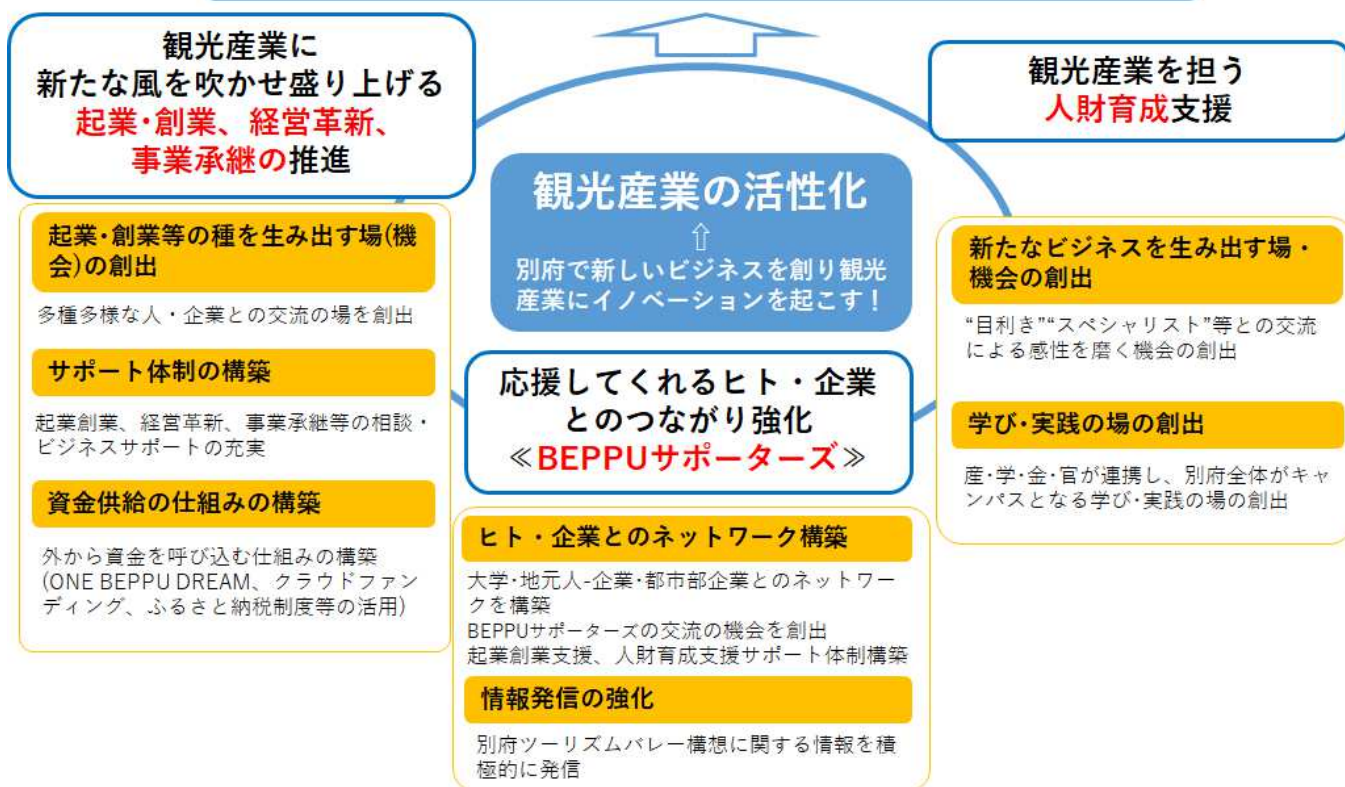 観光産業に
新たな風を吹かせ盛り上げる
起業・創業、経営革新、
事業承継の推進
起業・創業等の種を生み出す場(機
会)の創出
多種多様な人・企業との交流の場を創出
サポート体制の構築
起業創業、経営革新、事業承継等の相談・
ビジネスサポートの充実
資金供給の仕組みの構築
外から資金を呼び込む仕組みの構築
(ONE BEPPU DREAM、クラウドファン
ディング、ふるさと納税制度等の活用)
観光産業の活性化
⇧
別府で新しいビジネスを創り観光
産業にイノベーションを起こす！
応援してくれるヒト・企業
とのつながり強化
≪BEPPUサポーターズ≫
ヒト・企業とのネットワーク構築
大学・地元人-企業・都市部企業とのネットワー
クを構築
BEPPUサポーターズの交流の機会を創出
起業創業支援、人財育成支援サポート体制構築
情報発信の強化
別府ツーリズムバレー構想に関する情報を積
極的に発信
観光産業を担う
人財育成支援
新たなビジネスを生み出す場・
機会の創出
“目利き”“スペシャリスト”等との交流
による感性を磨く機会の創出
学び・実践の場の創出
産・学・金・官が連携し、別府全体がキャ
ンパスとなる学び・実践の場の創出